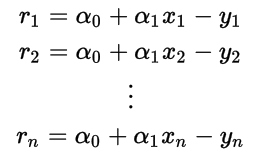 r₁ = α₀ + α₁x₁ − y₁
r₂ = α₀ + α₁x₂ − y₂
⋮
rₙ = α₀ + α₁xₙ − yₙ